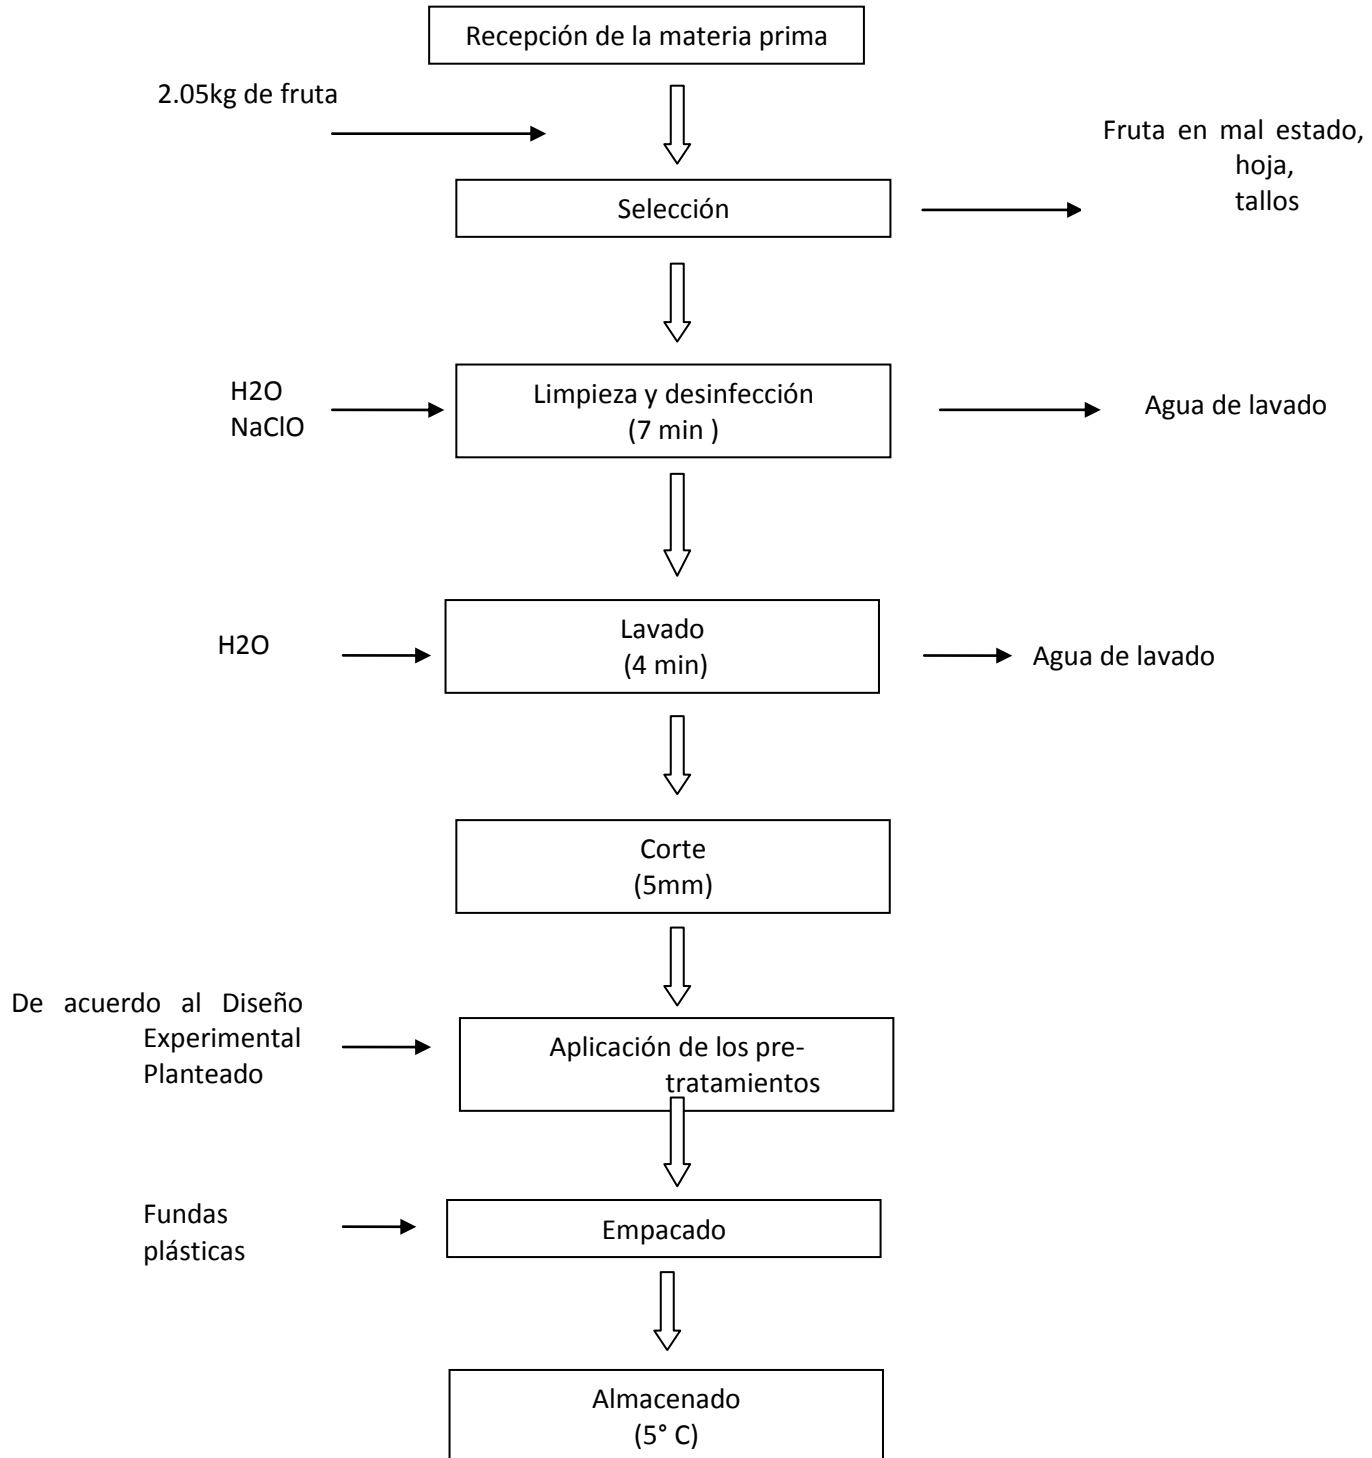 Recepción de la materia prima
2.05kg de fruta
Fruta en mal estado,
hoja,
tallos
Selección
H2O
NaClO
Limpieza y desinfección
(7 min )
Agua de lavado
H2O
Lavado
(4 min)
Agua de lavado
Corte
(5mm)
De acuerdo al Diseño
Experimental
Planteado
Aplicación de los pre-
tratamientos
Fundas
plásticas
Empacado
Almacenado
(5° C)